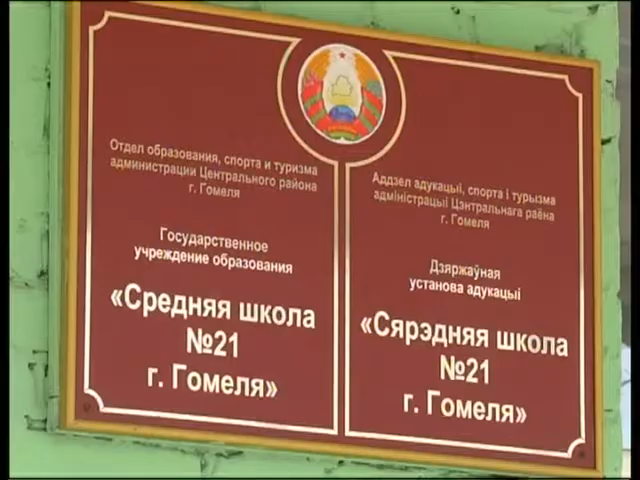 Отдел образования, спорта и туризма
администрации Центрального района
г. Гомеля
Государственное
учреждение образования
«Средняя школа
№21
г. Гомеля»
Аддзел адукацыі, спорта і турызма
адміністрацыі Цэнтральнага раёна
г. Гомеля
Дзяржаўная
установа адукацыі
«Сярэдняя школа
№21
г. Гомеля»